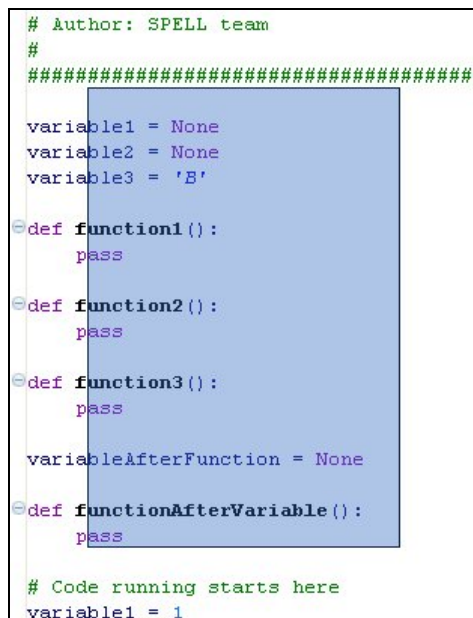 # Author: SPELL team
#
#####################################
variable1 = None
variable2 = None
variable3 = 'B'
def function1():
pass
def function2():
pass
def function3():
pass
variableAfterFunction = None
def functionAfterVariable():
pass
# Code running starts here
variable1 = 1